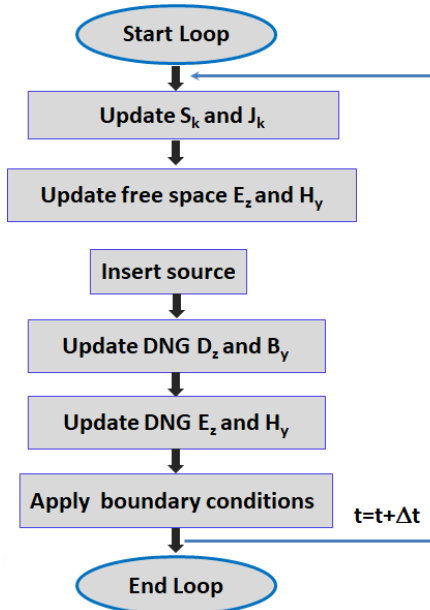 Start Loop
Update Sk and Jk
Update free space Ez and Hy
Insert source
Update DNG Dz and By
Update DNG Ez and Hy
Apply boundary conditions
t=t+Δt
End Loop